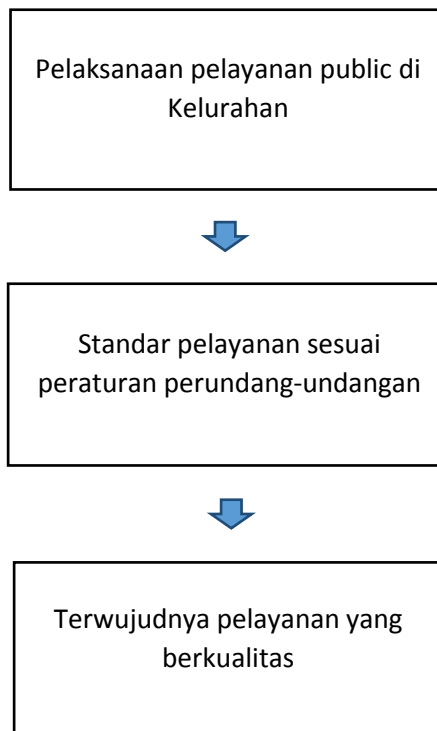 Pelaksanaan pelayanan public di
Kelurahan
Standar pelayanan sesuai
peraturan perundang-undangan
Terwujudnya pelayanan yang
berkualitas